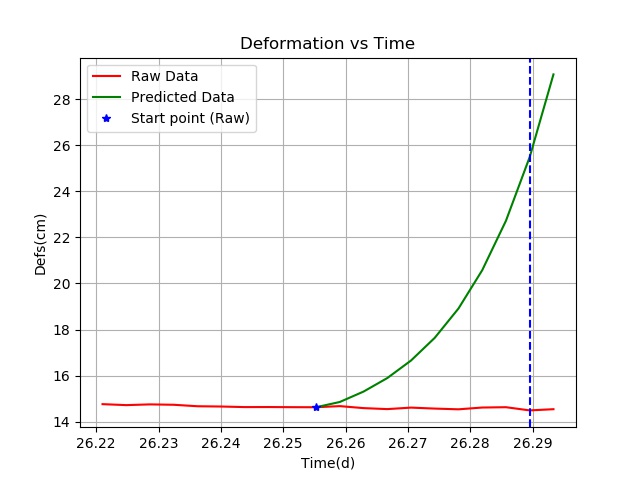 Deformation vs Time
Raw Data
Predicted Data
Start point (Raw)
28
26
24
22
20
18
16
14
Defs(cm)
26.22 26.23 26.24 26.25 26.26 26.27 26.28 26.29
Time(d)